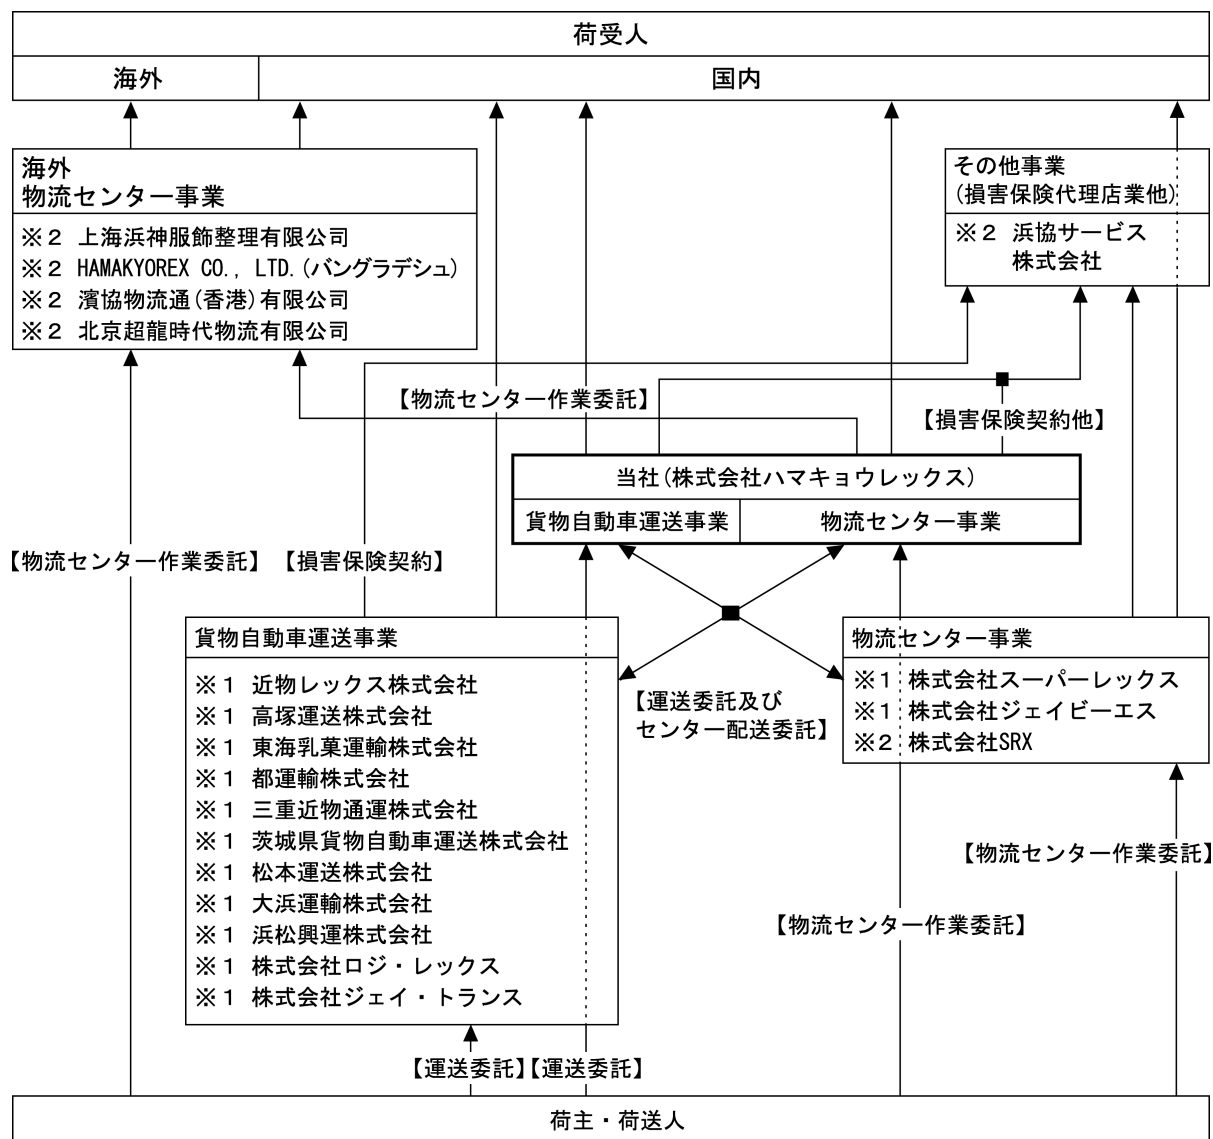 荷受人
海外
国内
海外
物流センター事業
※2 上海浜神服飾整理有限公司
※2 HAMAKYOREX CO., LTD.(バングラデシュ)
※2 濱協物流通(香港)有限公司
※2 北京超龍時代物流有限公司
その他事業
(損害保険代理店業他)
※2 浜協サービス
株式会社
【物流センター作業委託】
【損害保険契約他】
当社(株式会社ハマキョウレックス)
貨物自動車運送事業
物流センター事業
【物流センター作業委託】
【損害保険契約】
貨物自動車運送事業
※1 近物レックス株式会社
※1 高塚運送株式会社
※1 東海乳菓運輸株式会社
※1 都運輸株式会社
※1 三重近物通運株式会社
※1 茨城県貨物自動車運送株式会社
※1 松本運送株式会社
※1 大浜運輸株式会社
※1 浜松興運株式会社
※1 株式会社ロジ・レックス
※1 株式会社ジェイ・トランス
【運送委託及び
センター配送委託】
物流センター事業
※1 株式会社スーパーレックス
※1 株式会社ジェイビーエス
※2 株式会社SRX
【物流センター作業委託】
【物流センター作業委託】
【運送委託】
【運送委託】
荷主・荷送人